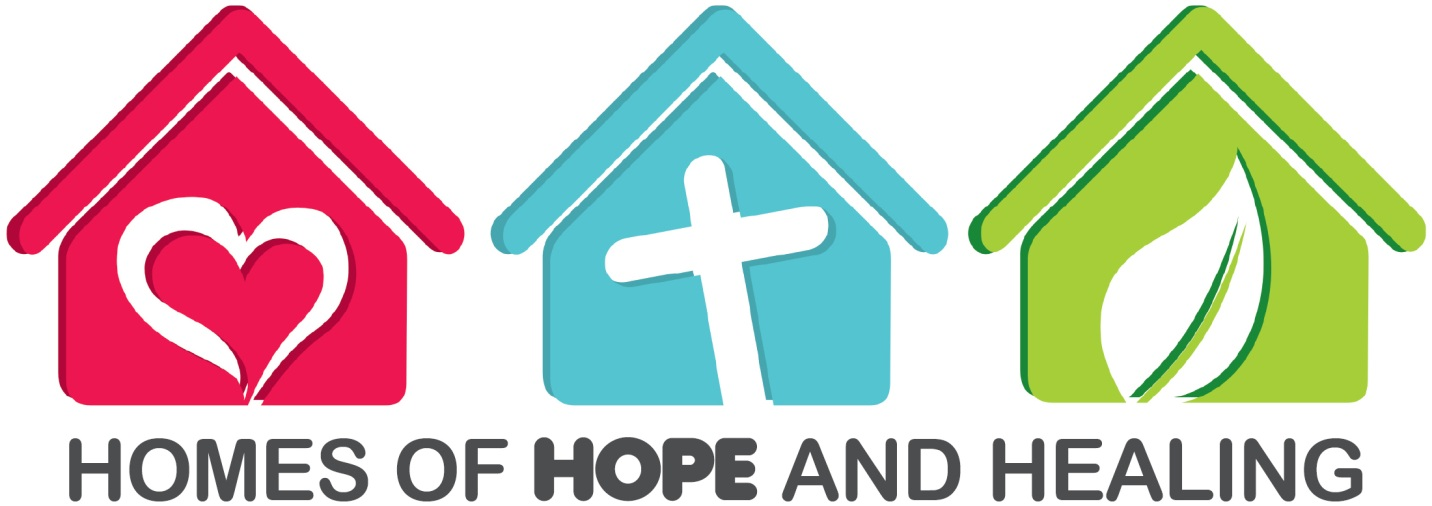 HOMES OF HOPE AND HEALING